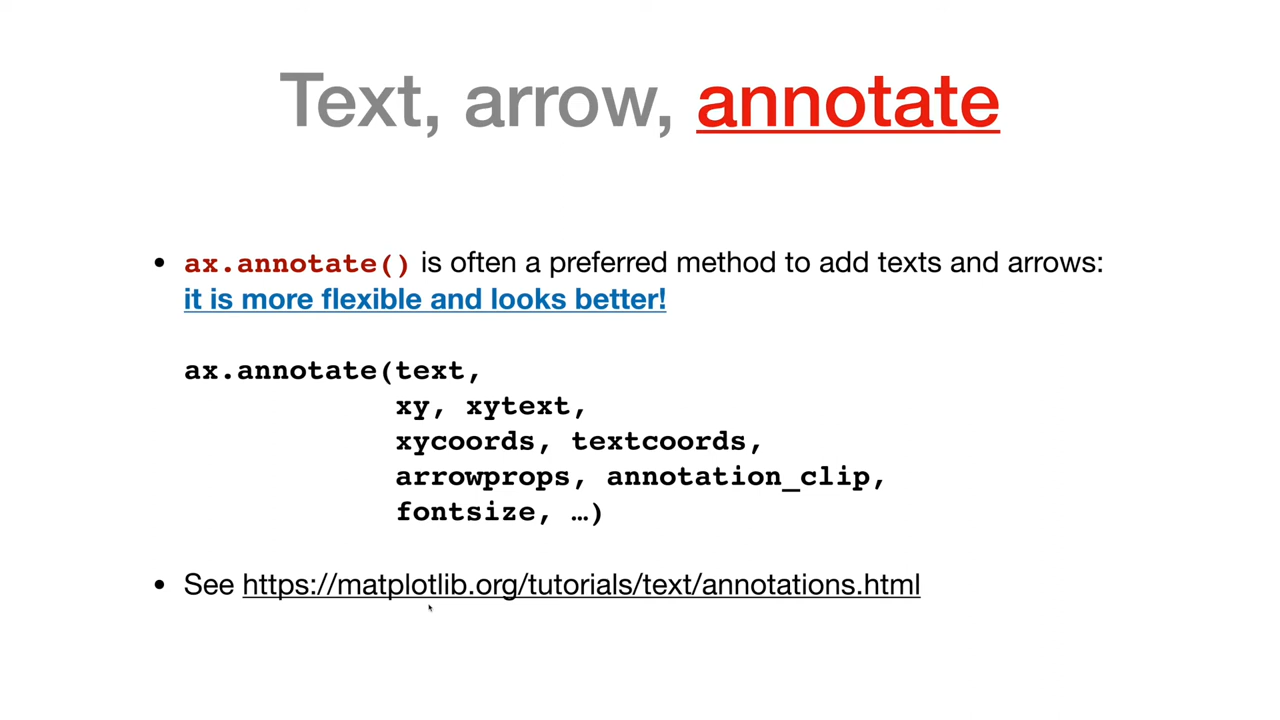 Text, arrow, annotate
• ax.annotate() is often a preferred method to add texts and arrows:
it is more flexible and looks better!
ax.annotate(text,
xy, xytext,
xycoords, textcoords,
arrowprops, annotation_clip,
fontsize, …)
• See https://matplotlib.org/tutorials/text/annotations.html